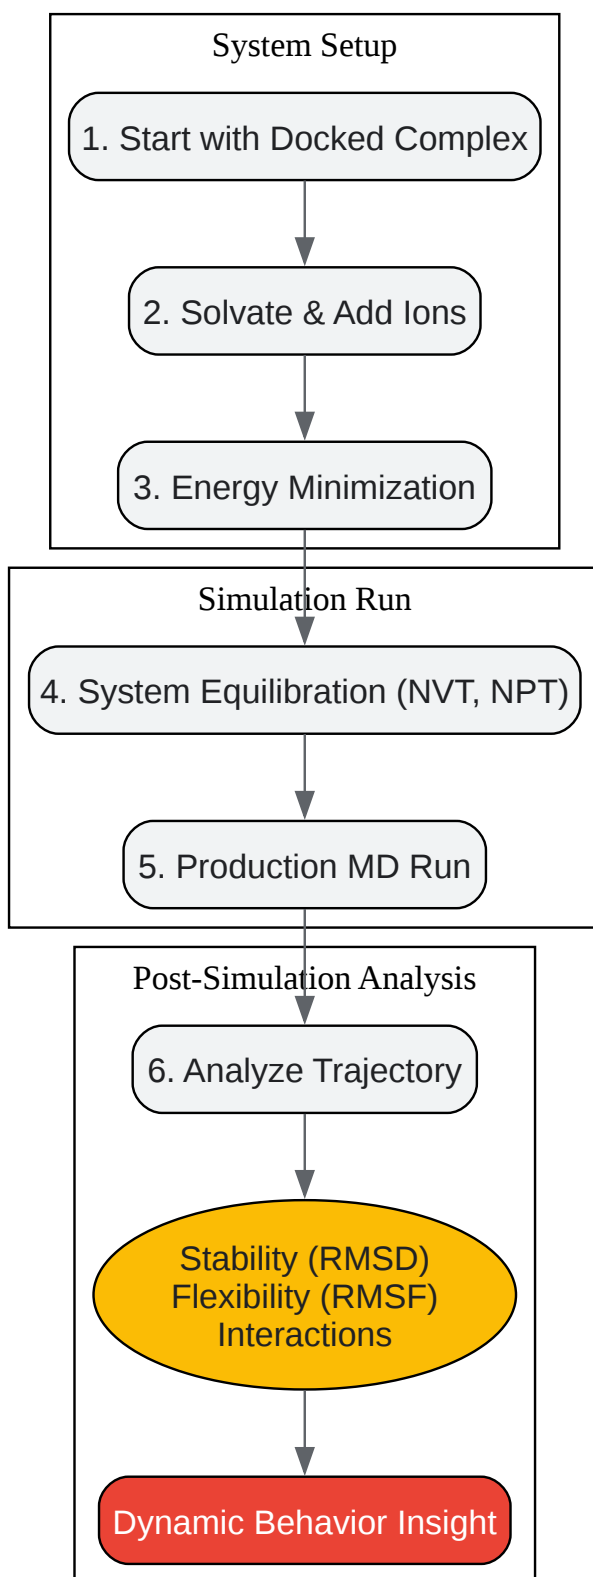 System Setup
1. Start with Docked Complex
2. Solvate & Add Ions
3. Energy Minimization
Simulation Run
4. System Equilibration (NVT, NPT)
5. Production MD Run
Post-Simulation Analysis
6. Analyze Trajectory
Stability (RMSD)
Flexibility (RMSF)
Interactions
Dynamic Behavior Insight